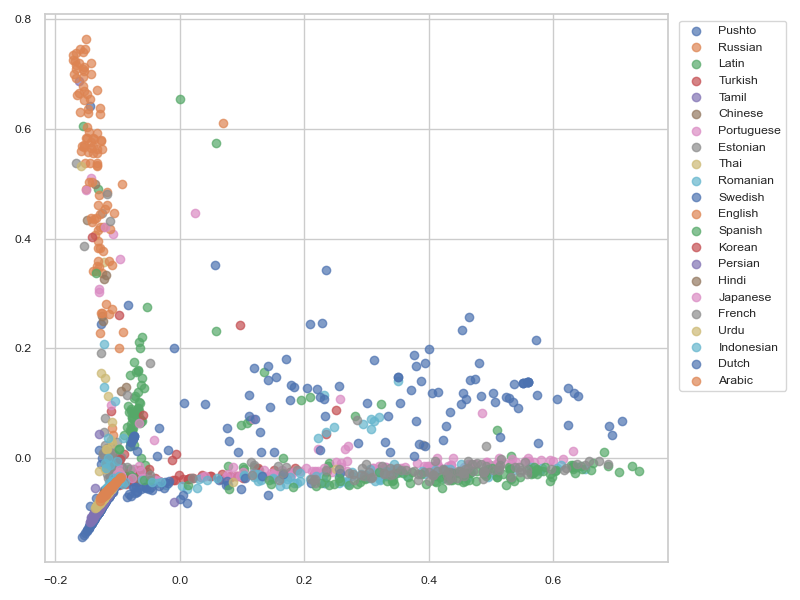 0.8
0.6
0.4
0.2
0.0
−0.2
0.0
0.2
0.4
0.6
Pushto
Russian
Latin
Turkish
Tamil
Chinese
Portuguese
Estonian
Thai
Romanian
Swedish
English
Spanish
Korean
Persian
Hindi
Japanese
French
Urdu
Indonesian
Dutch
Arabic